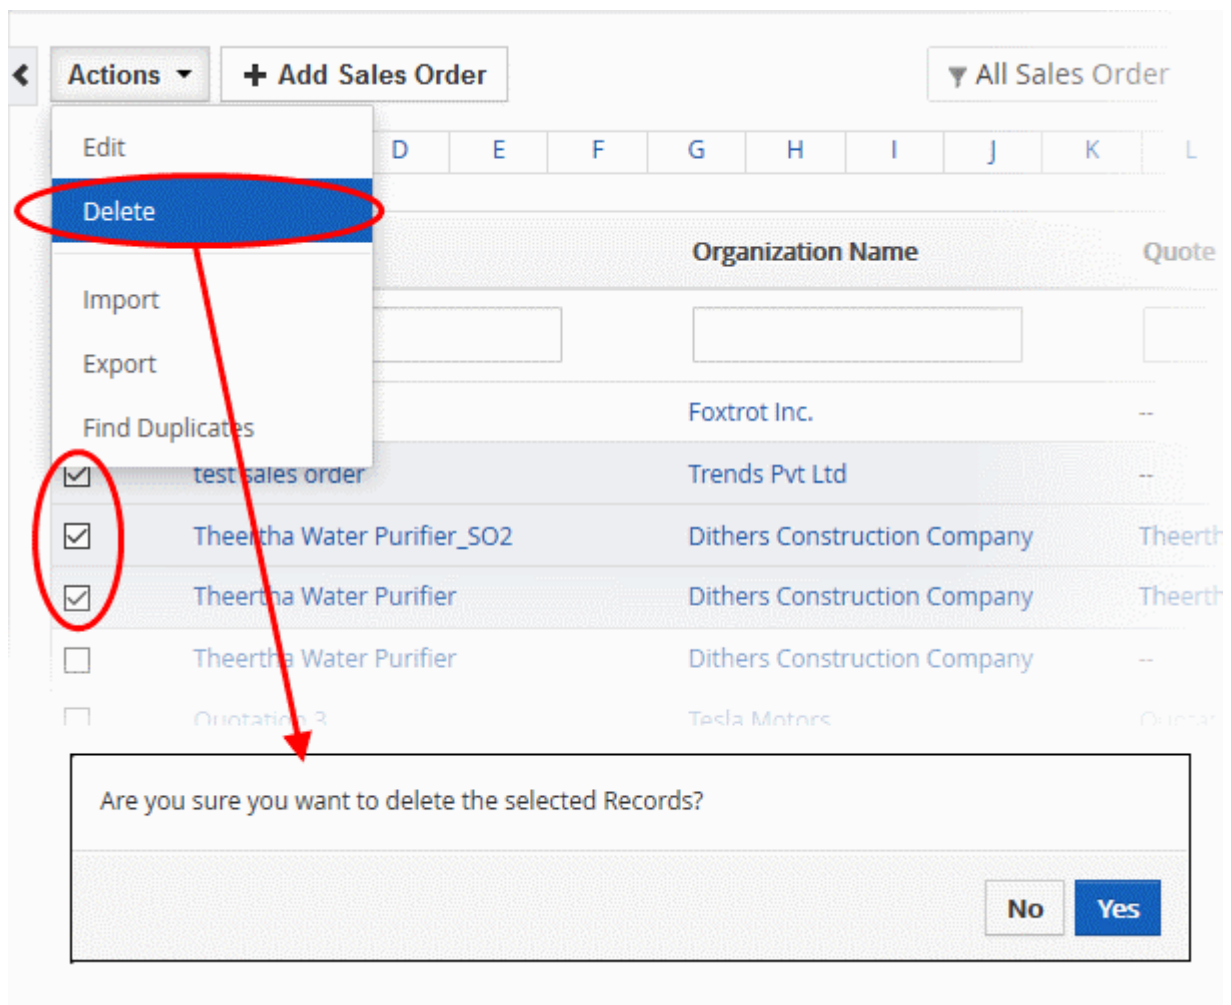 Actions + Add Sales Order All Sales Order
Edit D E F G H I J K L
Delete
Organization Name Quote
Import
Export
Find Duplicates
Foxtrot Inc. --
test sales order Trends Pvt Ltd --
Theertha Water Purifier_SO2 Dithers Construction Company Theerth
Theertha Water Purifier Dithers Construction Company Theerth
Theertha Water Purifier Dithers Construction Company --
Quotation 3 Tesla Motors Quotat
Are you sure you want to delete the selected Records?
No Yes